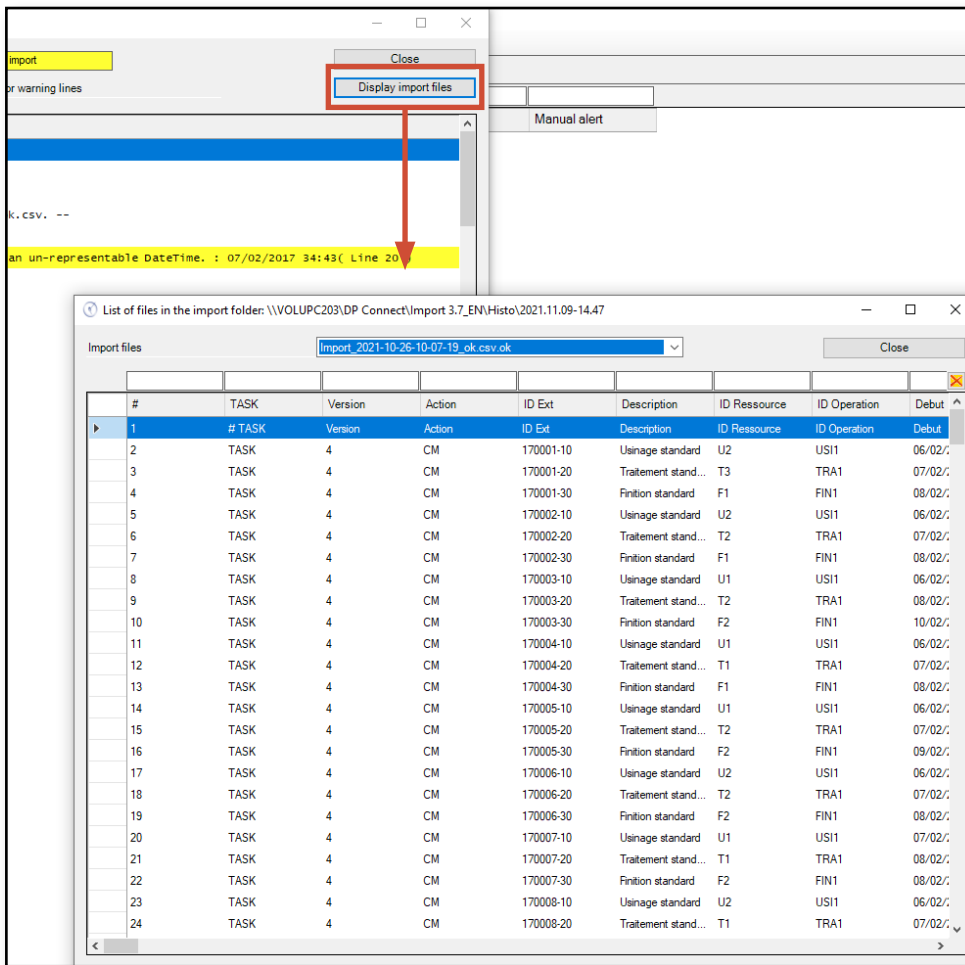 import
Close
or warning lines
Display import files
Manual alert
k.csv. --
an un-representable DateTime. : 07/02/2017 34:43( Line 20
List of files in the import folder: \\VOLUPC203\DP Connect\Import 3.7_EN\Histo\2021.11.09-14.47
Import files Import_2021-10-26-10-07-19_ok.csv.ok Close
# TASK Version Action ID Ext Description ID Ressource ID Operation Debut
1 # TASK Version Action ID Ext Description ID Ressource ID Operation Debut
2 TASK 4 CM 170001-10 Usinage standard U2 USI1 06/02/
3 TASK 4 CM 170001-20 Traitement stand... T3 TRA1 07/02/
4 TASK 4 CM 170001-30 Finition standard F1 FIN1 08/02/
5 TASK 4 CM 170002-10 Usinage standard U2 USI1 06/02/
6 TASK 4 CM 170002-20 Traitement stand... T2 TRA1 07/02/
7 TASK 4 CM 170002-30 Finition standard F1 FIN1 08/02/
8 TASK 4 CM 170003-10 Usinage standard U1 USI1 06/02/
9 TASK 4 CM 170003-20 Traitement stand... T2 TRA1 08/02/
10 TASK 4 CM 170003-30 Finition standard F2 FIN1 10/02/
11 TASK 4 CM 170004-10 Usinage standard U1 USI1 06/02/
12 TASK 4 CM 170004-20 Traitement stand... T1 TRA1 07/02/
13 TASK 4 CM 170004-30 Finition standard F1 FIN1 08/02/
14 TASK 4 CM 170005-10 Usinage standard U1 USI1 06/02/
15 TASK 4 CM 170005-20 Traitement stand... T2 TRA1 07/02/
16 TASK 4 CM 170005-30 Finition standard F2 FIN1 09/02/
17 TASK 4 CM 170006-10 Usinage standard U2 USI1 06/02/
18 TASK 4 CM 170006-20 Traitement stand... T2 TRA1 07/02/
19 TASK 4 CM 170006-30 Finition standard F2 FIN1 08/02/
20 TASK 4 CM 170007-10 Usinage standard U1 USI1 07/02/
21 TASK 4 CM 170007-20 Traitement stand... T1 TRA1 08/02/
22 TASK 4 CM 170007-30 Finition standard F2 FIN1 08/02/
23 TASK 4 CM 170008-10 Usinage standard U2 USI1 06/02/
24 TASK 4 CM 170008-20 Traitement stand... T1 TRA1 07/02/